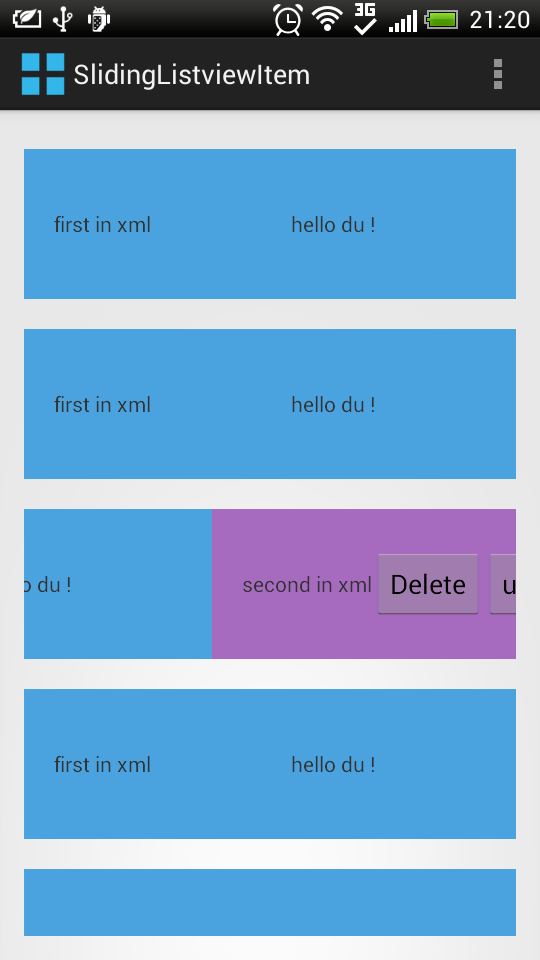 3G 21:20
SlidingListviewItem
first in xml hello du !
first in xml hello du !
o du ! second in xml Delete u
first in xml hello du !